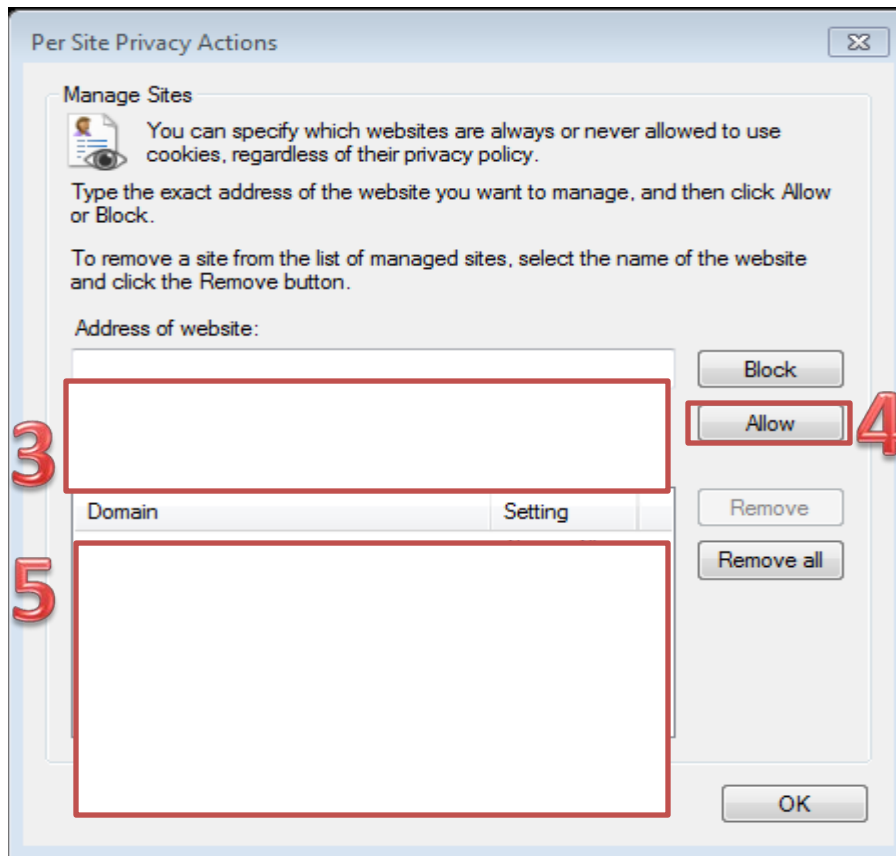 Per Site Privacy Actions
Manage Sites
You can specify which websites are always or never allowed to use
cookies, regardless of their privacy policy.
Type the exact address of the website you want to manage, and then click Allow
or Block.
To remove a site from the list of managed sites, select the name of the website
and click the Remove button.
Address of website:
Block
Allow
3
4
Domain
Setting
Remove
Remove all
5
OK